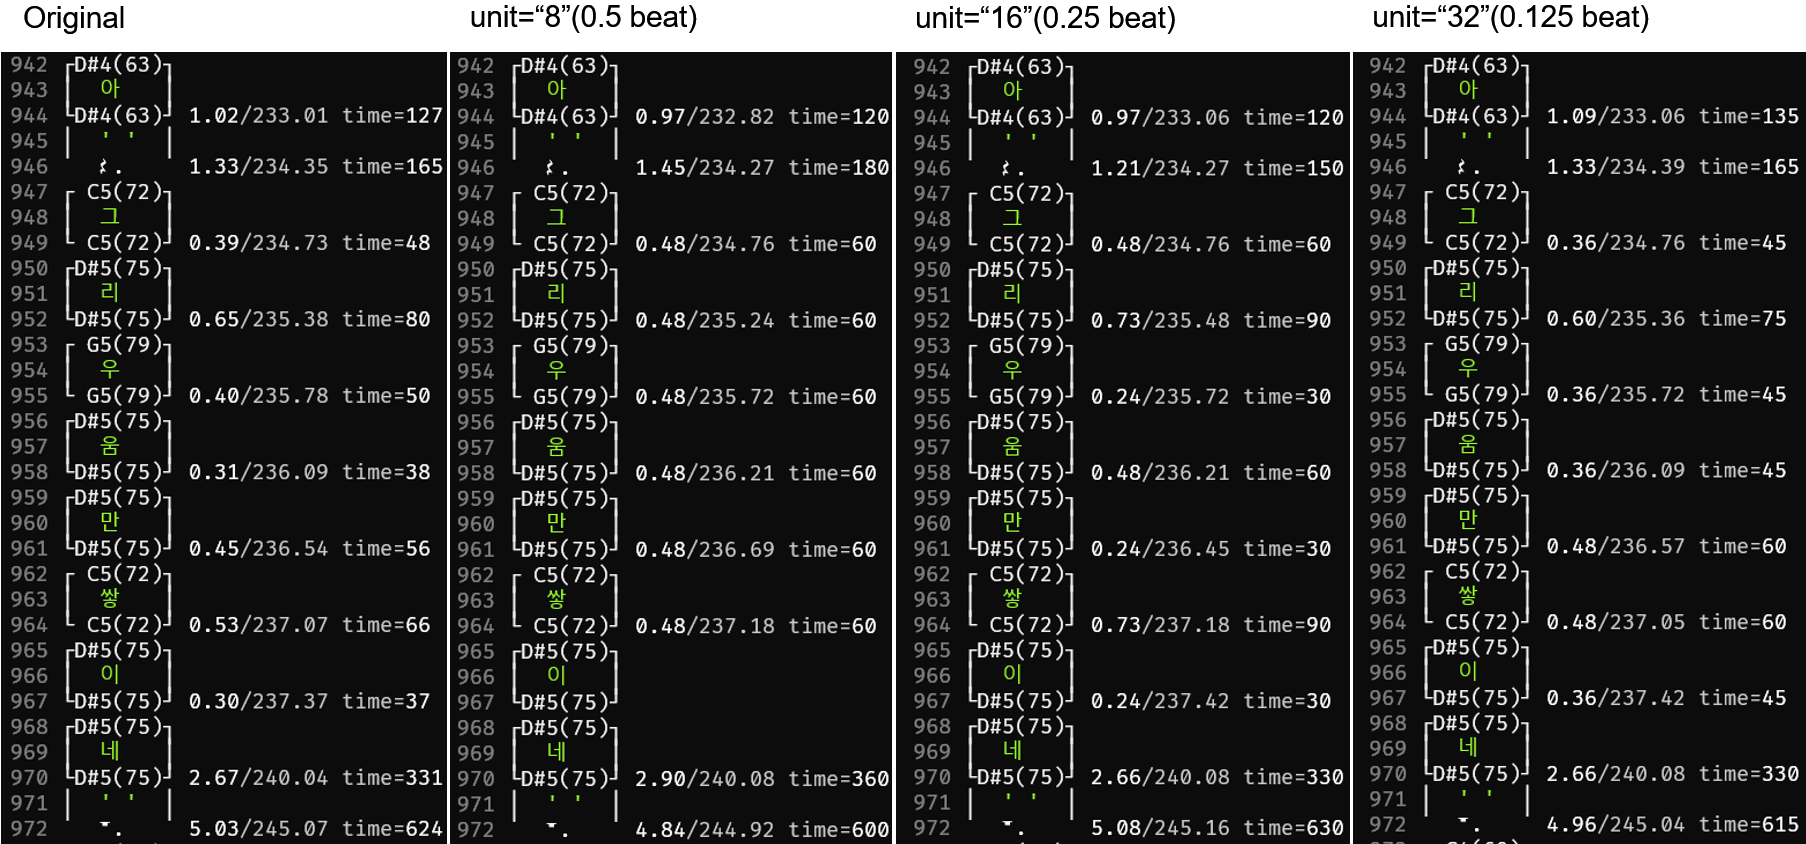 Original
942 ┌D#4(63)┐
943 │ 아 │
944 └D#4(63)┘ 1.02/233.01 time=127
945 │ ' ' │
946 𝄽. 1.33/234.35 time=165
947 ┌ C5(72)┐
948 │ 그 │
949 └ C5(72)┘ 0.39/234.73 time=48
950 ┌D#5(75)┐
951 │ 리 │
952 └D#5(75)┘ 0.65/235.38 time=80
953 ┌ G5(79)┐
954 │ 우 │
955 └ G5(79)┘ 0.40/235.78 time=50
956 ┌D#5(75)┐
957 │ 움 │
958 └D#5(75)┘ 0.31/236.09 time=38
959 ┌D#5(75)┐
960 │ 만 │
961 └D#5(75)┘ 0.45/236.54 time=56
962 ┌ C5(72)┐
963 │ 쌓 │
964 └ C5(72)┘ 0.53/237.07 time=66
965 ┌D#5(75)┐
966 │ 이 │
967 └D#5(75)┘ 0.30/237.37 time=37
968 ┌D#5(75)┐
969 │ 네 │
970 └D#5(75)┘ 2.67/240.04 time=331
971 │ ' ' │
972 𝄻. 5.03/245.07 time=624
unit=“8”(0.5 beat)
942 ┌D#4(63)┐
943 │ 아 │
944 └D#4(63)┘ 0.97/232.82 time=120
945 │ ' ' │
946 𝄽. 1.45/234.27 time=180
947 ┌ C5(72)┐
948 │ 그 │
949 └ C5(72)┘ 0.48/234.76 time=60
950 ┌D#5(75)┐
951 │ 리 │
952 └D#5(75)┘ 0.48/235.24 time=60
953 ┌ G5(79)┐
954 │ 우 │
955 └ G5(79)┘ 0.48/235.72 time=60
956 ┌D#5(75)┐
957 │ 움 │
958 └D#5(75)┘ 0.48/236.21 time=60
959 ┌D#5(75)┐
960 │ 만 │
961 └D#5(75)┘ 0.48/236.69 time=60
962 ┌ C5(72)┐
963 │ 쌓 │
964 └ C5(72)┘ 0.48/237.18 time=60
965 ┌D#5(75)┐
966 │ 이 │
967 └D#5(75)┘
968 ┌D#5(75)┐
969 │ 네 │
970 └D#5(75)┘ 2.90/240.08 time=360
971 │ ' ' │
972 𝄻. 4.84/244.92 time=600
unit=“16”(0.25 beat)
942 ┌D#4(63)┐
943 │ 아 │
944 └D#4(63)┘ 0.97/233.06 time=120
945 │ ' ' │
946 𝄽. 1.21/234.27 time=150
947 ┌ C5(72)┐
948 │ 그 │
949 └ C5(72)┘ 0.48/234.76 time=60
950 ┌D#5(75)┐
951 │ 리 │
952 └D#5(75)┘ 0.73/235.48 time=90
953 ┌ G5(79)┐
954 │ 우 │
955 └ G5(79)┘ 0.24/235.72 time=30
956 ┌D#5(75)┐
957 │ 움 │
958 └D#5(75)┘ 0.48/236.21 time=60
959 ┌D#5(75)┐
960 │ 만 │
961 └D#5(75)┘ 0.24/236.45 time=30
962 ┌ C5(72)┐
963 │ 쌓 │
964 └ C5(72)┘ 0.73/237.18 time=90
965 ┌D#5(75)┐
966 │ 이 │
967 └D#5(75)┘ 0.24/237.42 time=30
968 ┌D#5(75)┐
969 │ 네 │
970 └D#5(75)┘ 2.66/240.08 time=330
971 │ ' ' │
972 𝄻. 5.08/245.16 time=630
unit=“32”(0.125 beat)
942 ┌D#4(63)┐
943 │ 아 │
944 └D#4(63)┘ 1.09/233.06 time=135
945 │ ' ' │
946 𝄽. 1.33/234.39 time=165
947 ┌ C5(72)┐
948 │ 그 │
949 └ C5(72)┘ 0.36/234.76 time=45
950 ┌D#5(75)┐
951 │ 리 │
952 └D#5(75)┘ 0.60/235.36 time=75
953 ┌ G5(79)┐
954 │ 우 │
955 └ G5(79)┘ 0.36/235.72 time=45
956 ┌D#5(75)┐
957 │ 움 │
958 └D#5(75)┘ 0.36/236.09 time=45
959 ┌D#5(75)┐
960 │ 만 │
961 └D#5(75)┘ 0.48/236.57 time=60
962 ┌ C5(72)┐
963 │ 쌓 │
964 └ C5(72)┘ 0.48/237.05 time=60
965 ┌D#5(75)┐
966 │ 이 │
967 └D#5(75)┘ 0.36/237.42 time=45
968 ┌D#5(75)┐
969 │ 네 │
970 └D#5(75)┘ 2.66/240.08 time=330
971 │ ' ' │
972 𝄻. 4.96/245.04 time=615